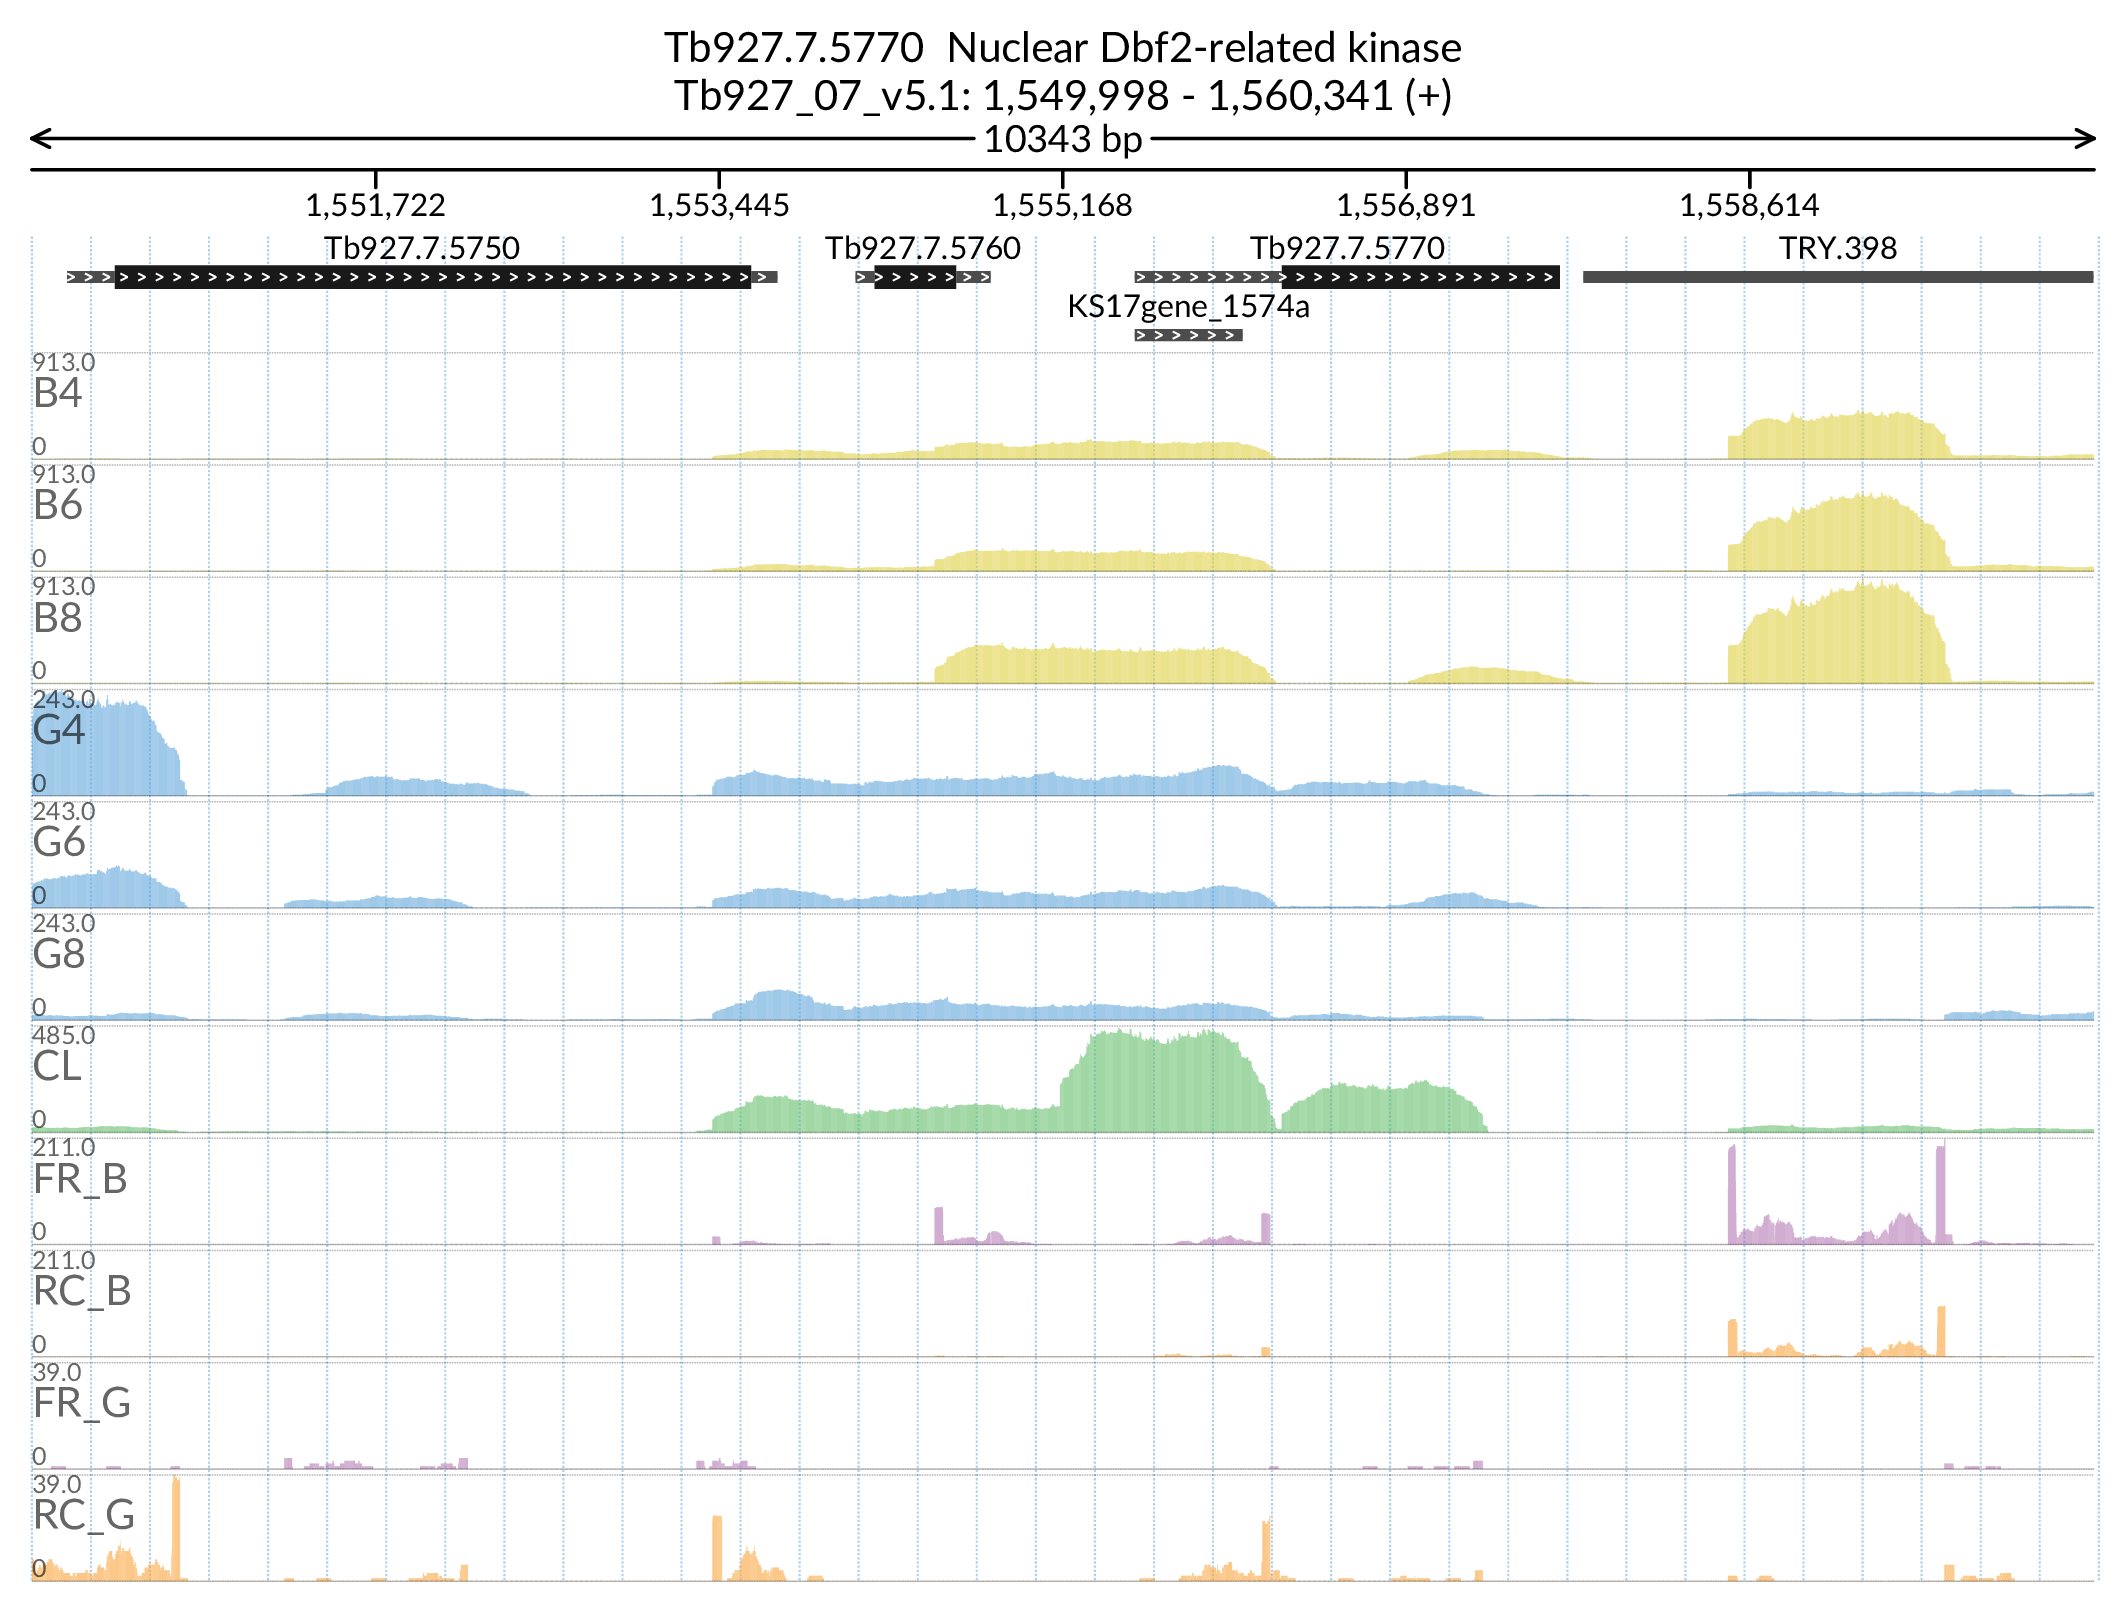 Tb927.7.5770 Nuclear Dbf2-related kinase
Tb927_07_v5.1: 1,549,998 - 1,560,341 (+)
10343 bp
1,551,722 1,553,445 1,555,168 1,556,891 1,558,614
Tb927.7.5750 Tb927.7.5760 Tb927.7.5770 TRY.398
KS17gene_1574a
913.0
B4
0
913.0
B6
0
913.0
B8
0
243.0
G4
0
243.0
G6
0
243.0
G8
0
485.0
CL
0
211.0
FR_B
0
211.0
RC_B
0
39.0
FR_G
0
39.0
RC_G
0